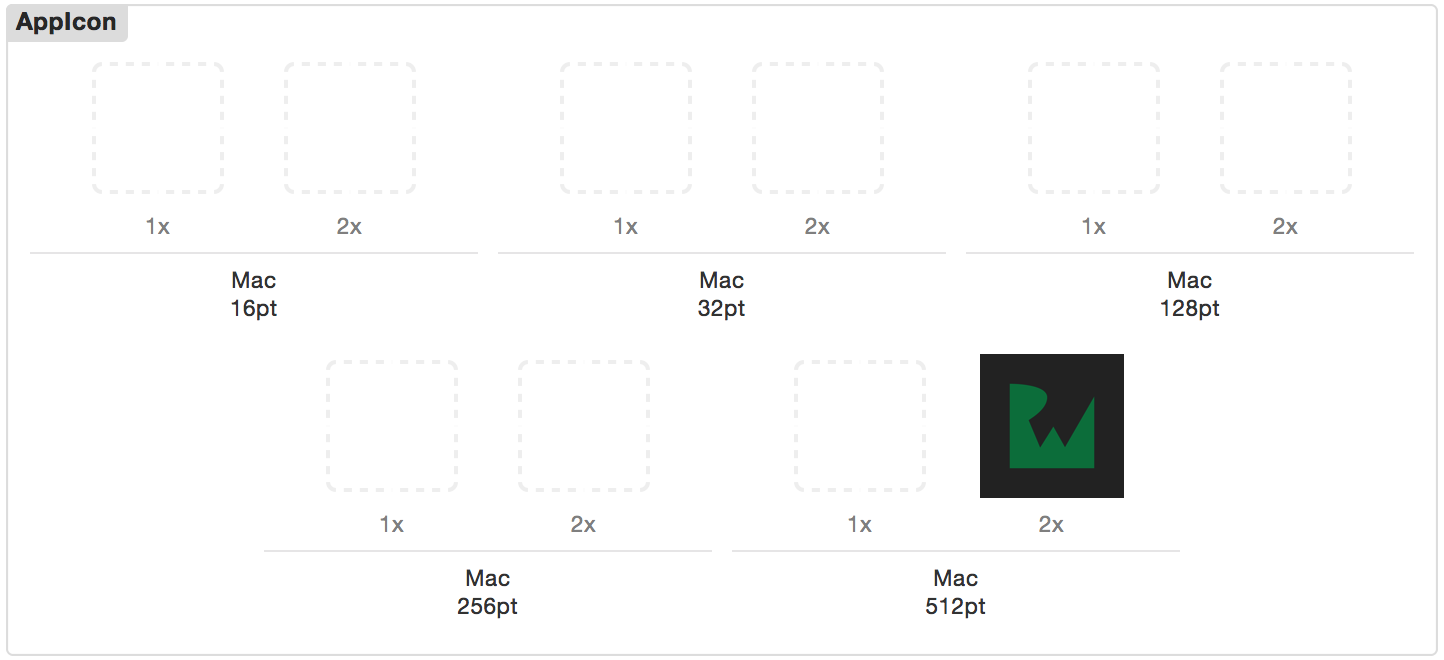 AppIcon
1x 2x 1x 2x 1x 2x
Mac Mac Mac
16pt 32pt 128pt
1x 2x 1x 2x
Mac Mac
256pt 512pt